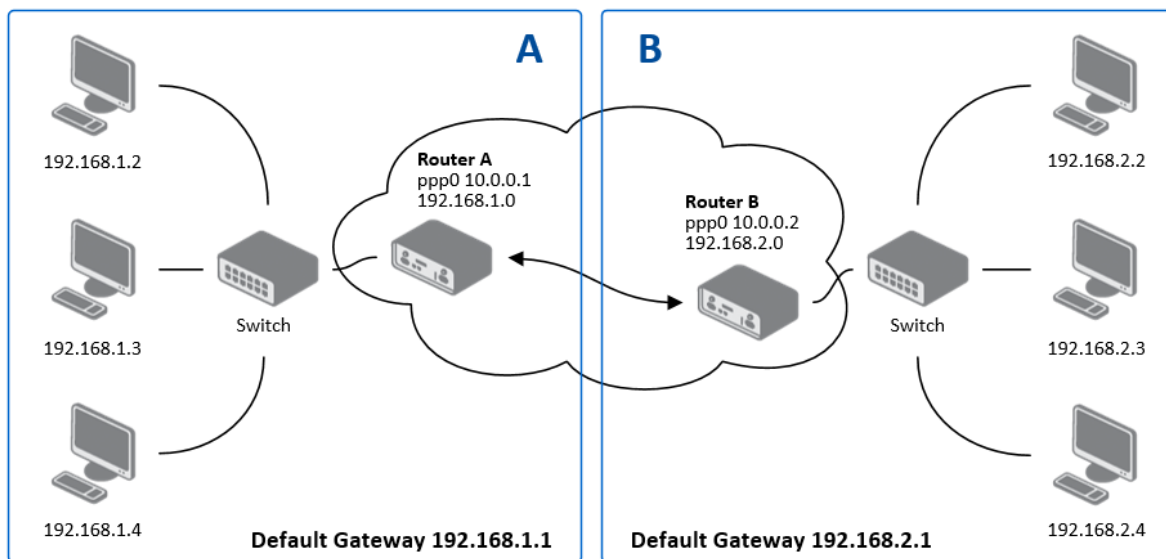 A
B
192.168.1.2
Router A
ppp0 10.0.0.1
192.168.1.0
192.168.2.2
Router B
ppp0 10.0.0.2
192.168.2.0
Switch
Switch
192.168.1.3
192.168.2.3
192.168.1.4
192.168.2.4
Default Gateway 192.168.1.1
Default Gateway 192.168.2.1